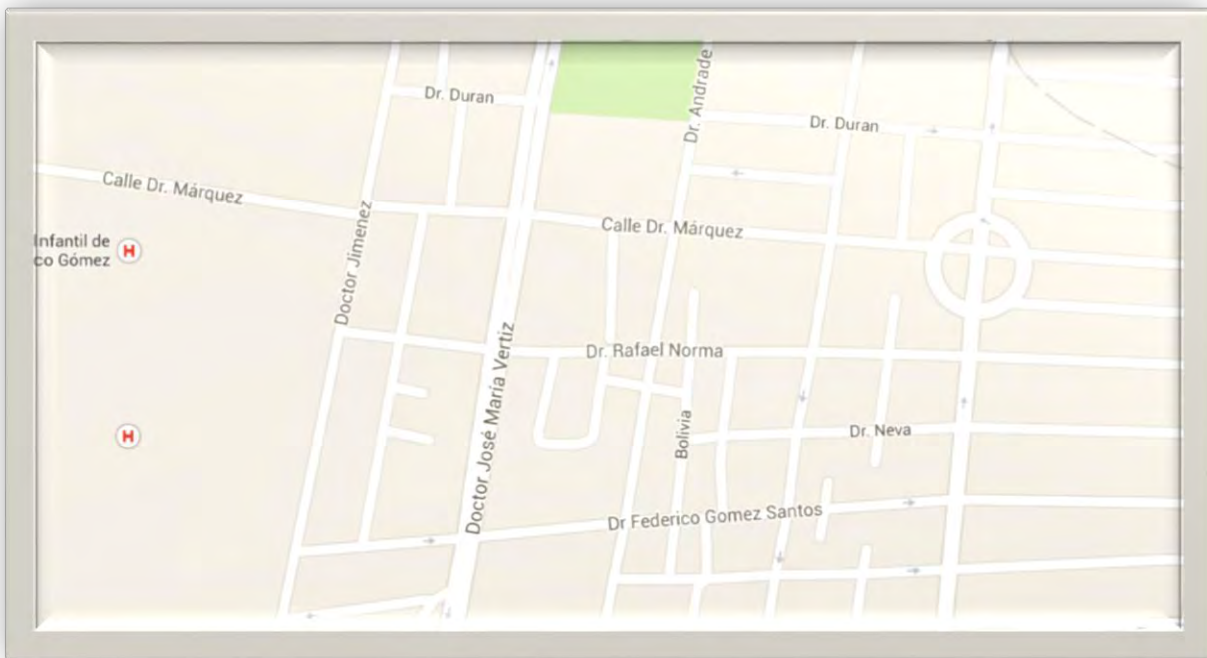 Dr. Duran
Dr. Andrade
Dr. Duran
Calle Dr. Márquez
Calle Dr. Márquez
Infantil de
co Gómez
H
Doctor Jimenez
Doctor José María Vertiz
Dr. Rafael Norma
Bolivia
Dr. Neva
H
Dr Federico Gomez Santos